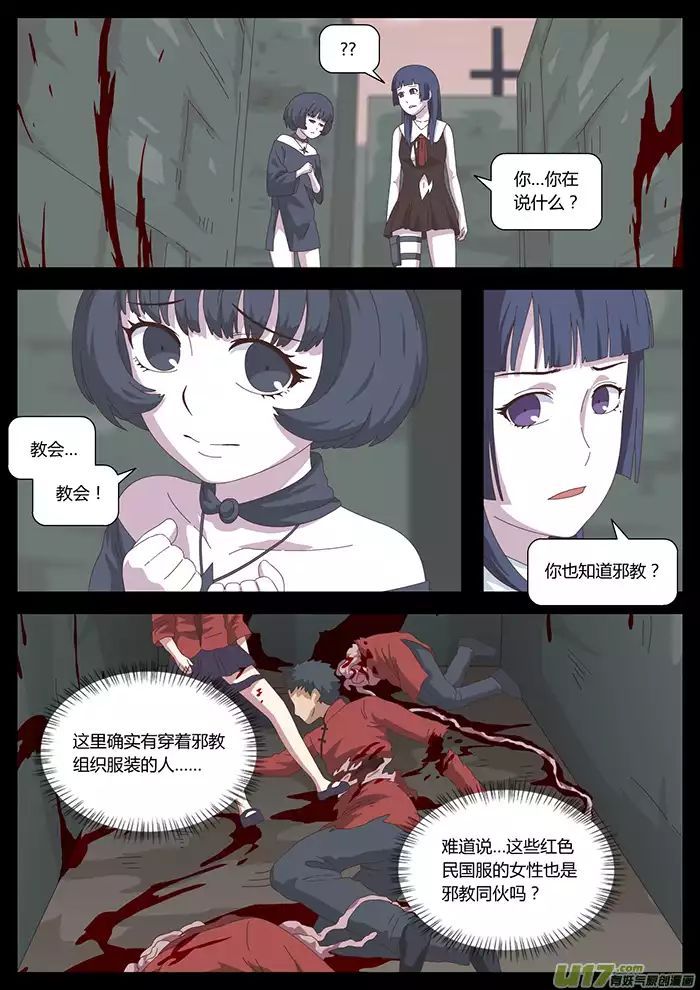 ??
你…你在
说什么？
教会…
教会！
你也知道邪教？
这里确实有穿着邪教
组织服装的人……
难道说…这些红色
民国服的女性也是
邪教同伙吗？
U17.com
有妖气原创漫画